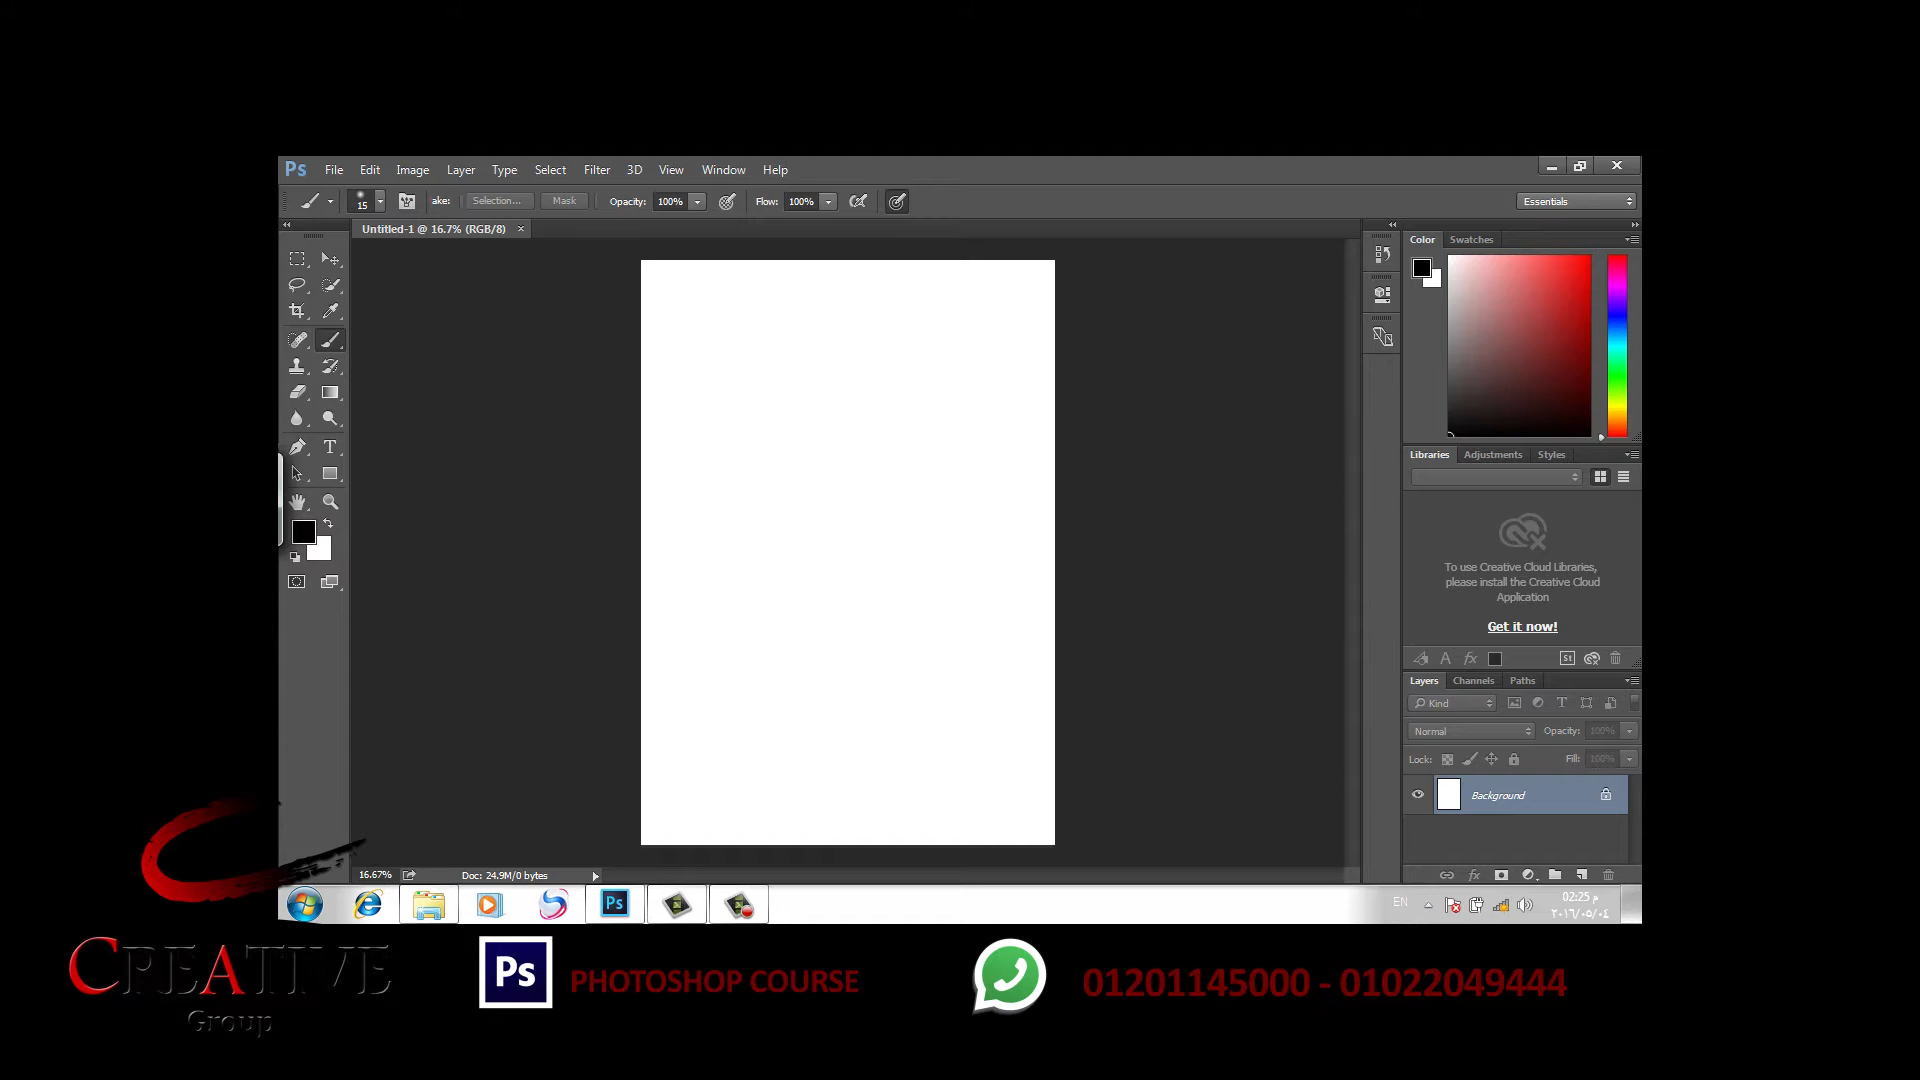 Ps File Edit Image Layer Type Select Filter 3D View Window Help
15 ake: Selection... Mask Opacity: 100% Flow: 100% Essentials
Untitled-1 @ 16.7% (RGB/8) ×
Color Swatches
Libraries Adjustments Styles
To use Creative Cloud Libraries,
please install the Creative Cloud
Application
Get it now!
St
Layers Channels Paths
Kind
Normal Opacity: 100%
Lock: Fill: 100%
Background
16.67% Doc: 24.9M/0 bytes
Ps EN 02:25 م
٢٠١٦/٠٥/٠٤
CREATIVE
Group
Ps PHOTOSHOP COURSE 01201145000 - 01022049444